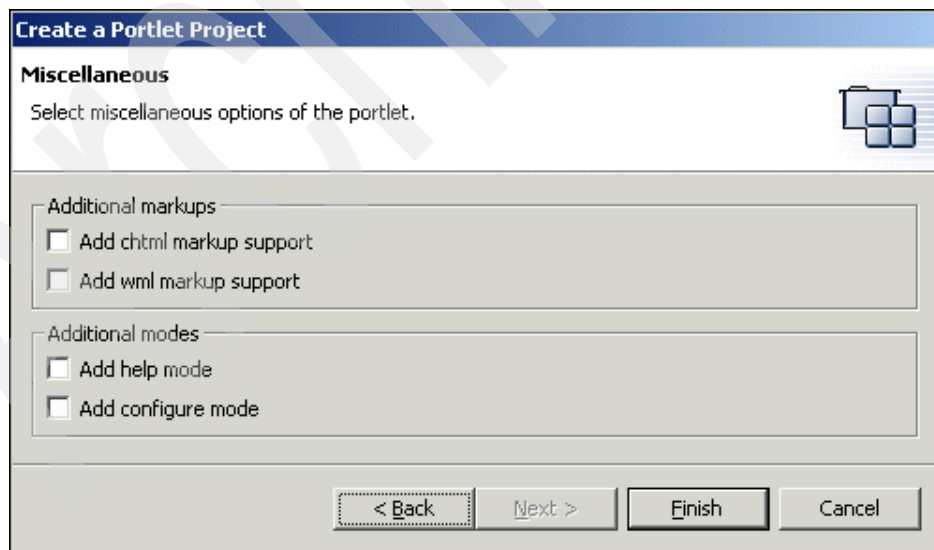 Create a Portlet Project
Miscellaneous
Select miscellaneous options of the portlet.
Additional markups
Add chtml markup support
Add wml markup support
Additional modes
Add help mode
Add configure mode
< Back
Next >
Finish
Cancel